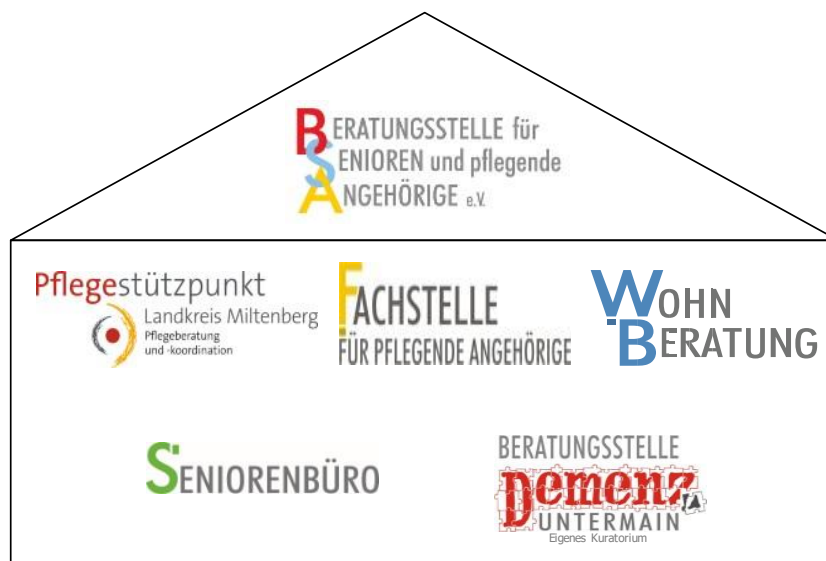 BERATUNGSSTELLE für
SENIOREN und pflegende
ANGEHÖRIGE e.V.
Pflegestützpunkt
Landkreis Miltenberg
Pflegeberatung
und -koordination
FACHSTELLE
FÜR PFLEGENDE ANGEHÖRIGE
WOHN
BERATUNG
SENIORENBÜRO
BERATUNGSSTELLE
Demenz
UNTERMAIN
Eigenes Kuratorium